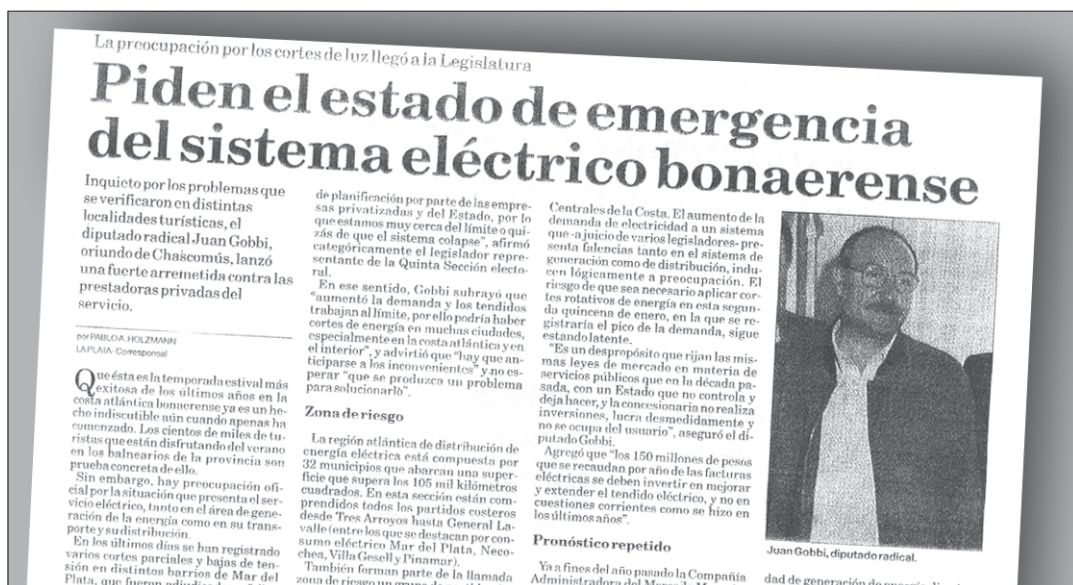 La preocupación por los cortes de luz llegó a la Legislatura
Piden el estado de emergencia
del sistema eléctrico bonaerense
Inquieto por los problemas que
se verificaron en distintas
localidades turísticas, el
diputado radical Juan Gobbi,
oriundo de Chascomús, lanzó
una fuerte arremetida contra las
prestadoras privadas del
servicio.
por PABLO A. HOLZMANN
LA PLATA - Corresponsal
Que ésta es la temporada estival más
exitosa de los últimos años en la
costa atlántica bonaerense ya es un he-
cho indiscutible aún cuando apenas ha
comenzado. Los cientos de miles de tu-
ristas que están disfrutando del verano
en los balnearios de la provincia son
prueba concreta de ello.
Sin embargo, hay preocupación ofi-
cial por la situación que presenta el ser-
vicio eléctrico, tanto en el área de gene-
ración de la energía como en su trans-
porte y su distribución.
En los últimos días se han registrado
varios cortes parciales y bajas de ten-
sión en distintos barrios de Mar del
Plata, que fueron
de planificación por parte de las empre-
sas privatizadas y del Estado, por lo
que estamos muy cerca del límite o qui-
zás de que el sistema colapse", afirmó
categóricamente el legislador repre-
sentante de la Quinta Sección electo-
ral.
En ese sentido, Gobbi subrayó que
"aumentó la demanda y los tendidos
trabajan al límite, por ello podría haber
cortes de energía en muchas ciudades,
especialmente en la costa atlántica y en
el interior", y advirtió que "hay que an-
ticiparse a los inconvenientes" y no es-
perar "que se produzca un problema
para solucionarlo".
Zona de riesgo
La región atlántica de distribución de
energía eléctrica está compuesta por
32 municipios que abarcan una super-
ficie que supera los 105 mil kilómetros
cuadrados. En esta sección están com-
prendidos todos los partidos costeros
desde Tres Arroyos hasta General La-
valle (entre los que se destacan por con-
sumo eléctrico Mar del Plata, Neco-
chea, Villa Gesell y Pinamar).
También forman parte de la llamada
zona de riesgo un grupo de
Centrales de la Costa. El aumento de la
demanda de electricidad a un sistema
que -a juicio de varios legisladores- pre-
senta falencias tanto en el sistema de
generación como de distribución, indu-
cen lógicamente a preocupación. El
riesgo de que sea necesario aplicar cor-
tes rotativos de energía en esta segun-
da quincena de enero, en la que se re-
gistraría el pico de la demanda, sigue
estando latente.
"Es un despropósito que rijan las mis-
mas leyes de mercado en materia de
servicios públicos que en la década pa-
sada, con un Estado que no controla y
deja hacer, y la concesionaria no realiza
inversiones, lucra desmedidamente y
no se ocupa del usuario", aseguró el di-
putado Gobbi.
Agregó que "los 150 millones de pesos
que se recaudan por año de las facturas
eléctricas se deben invertir en mejorar
y extender el tendido eléctrico, y no en
cuestiones corrientes como se hizo en
los últimos años".
Pronóstico repetido
Ya a fines del año pasado la Compañía
Administradora del
Juan Gobbi, diputado radical.
dad de generación de energía